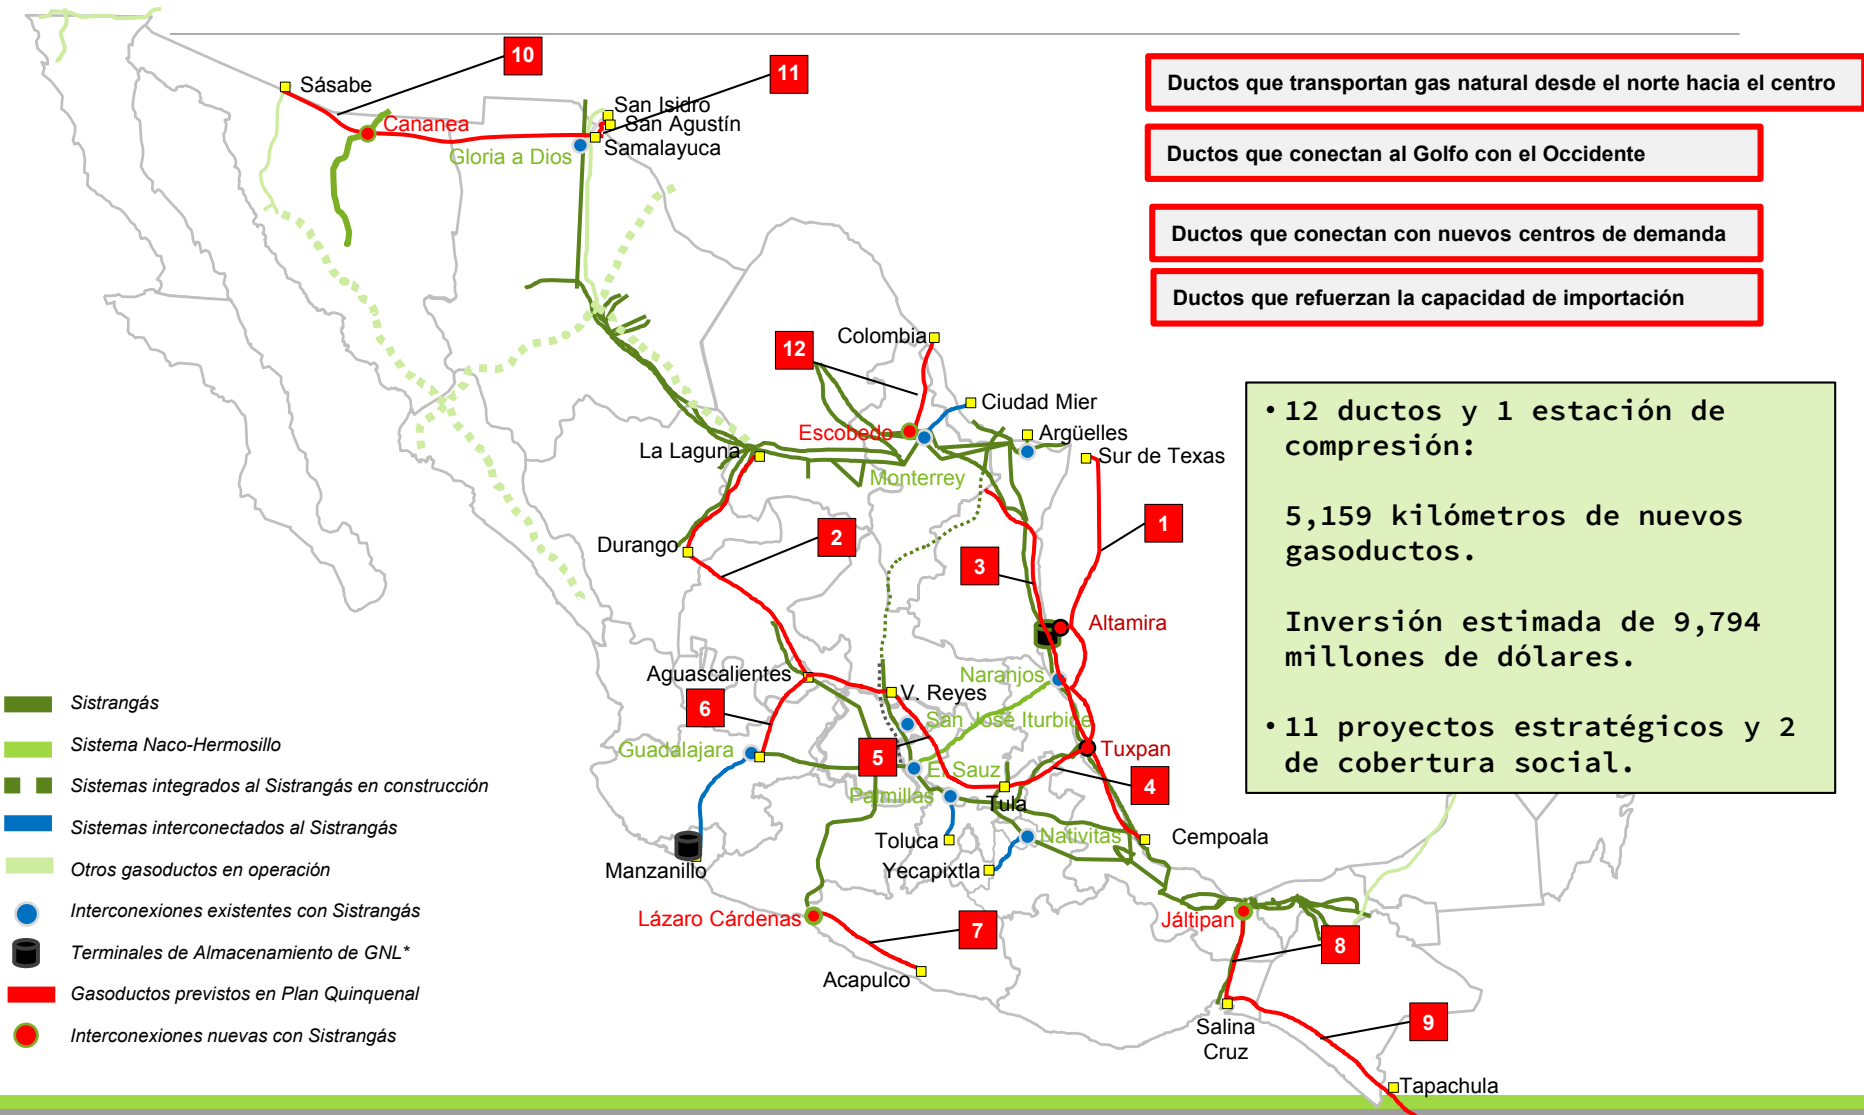 10
11
Sásabe
San Isidro
San Agustín
Cananea
Samalayuca
Gloria a Dios
Ductos que transportan gas natural desde el norte hacia el centro
Ductos que conectan al Golfo con el Occidente
Ductos que conectan con nuevos centros de demanda
Ductos que refuerzan la capacidad de importación
Colombia
12
Ciudad Mier
Escobedo
Argüelles
La Laguna
Sur de Texas
Monterrey
1
2
Durango
3
Altamira
Aguascalientes
Naranjos
V. Reyes
6
San José Iturbide
Guadalajara
5
Tuxpan
El Sauz
4
Palmillas
Tula
Toluca
Nativitas
Cempoala
Manzanillo
Yecapixtla
Lázaro Cárdenas
7
Jáltipan
8
Acapulco
Salina
Cruz
9
Tapachula
• 12 ductos y 1 estación de
compresión:
5,159 kilómetros de nuevos
gasoductos.
Inversión estimada de 9,794
millones de dólares.
• 11 proyectos estratégicos y 2
de cobertura social.
Sistrangás
Sistema Naco-Hermosillo
Sistemas integrados al Sistrangás en construcción
Sistemas interconectados al Sistrangás
Otros gasoductos en operación
Interconexiones existentes con Sistrangás
Terminales de Almacenamiento de GNL*
Gasoductos previstos en Plan Quinquenal
Interconexiones nuevas con Sistrangás